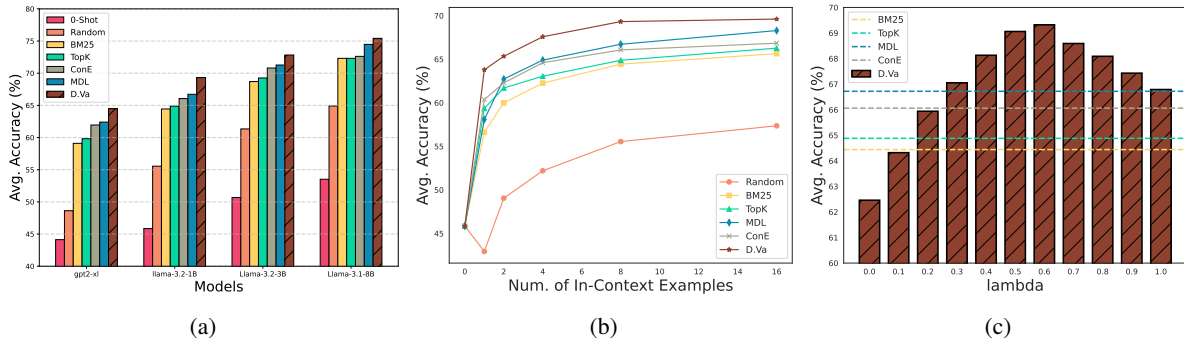 80
75
70
65
60
55
50
45
40
Avg. Accuracy (%)
0-Shot
Random
BM25
TopK
ConE
MDL
D.Va
gpt2-xl
llama-3.2-1B
Llama-3.2-3B
Llama-3.1-8B
Models
(a)
70
65
60
55
50
45
Avg. Accuracy (%)
Random
BM25
TopK
MDL
ConE
D.Va
0 2 4 6 8 10 12 14 16
Num. of In-Context Examples
(b)
70
69
68
67
66
65
64
63
62
61
60
Avg. Accuracy (%)
BM25
TopK
MDL
ConE
D.Va
0.0 0.1 0.2 0.3 0.4 0.5 0.6 0.7 0.8 0.9 1.0
lambda
(c)